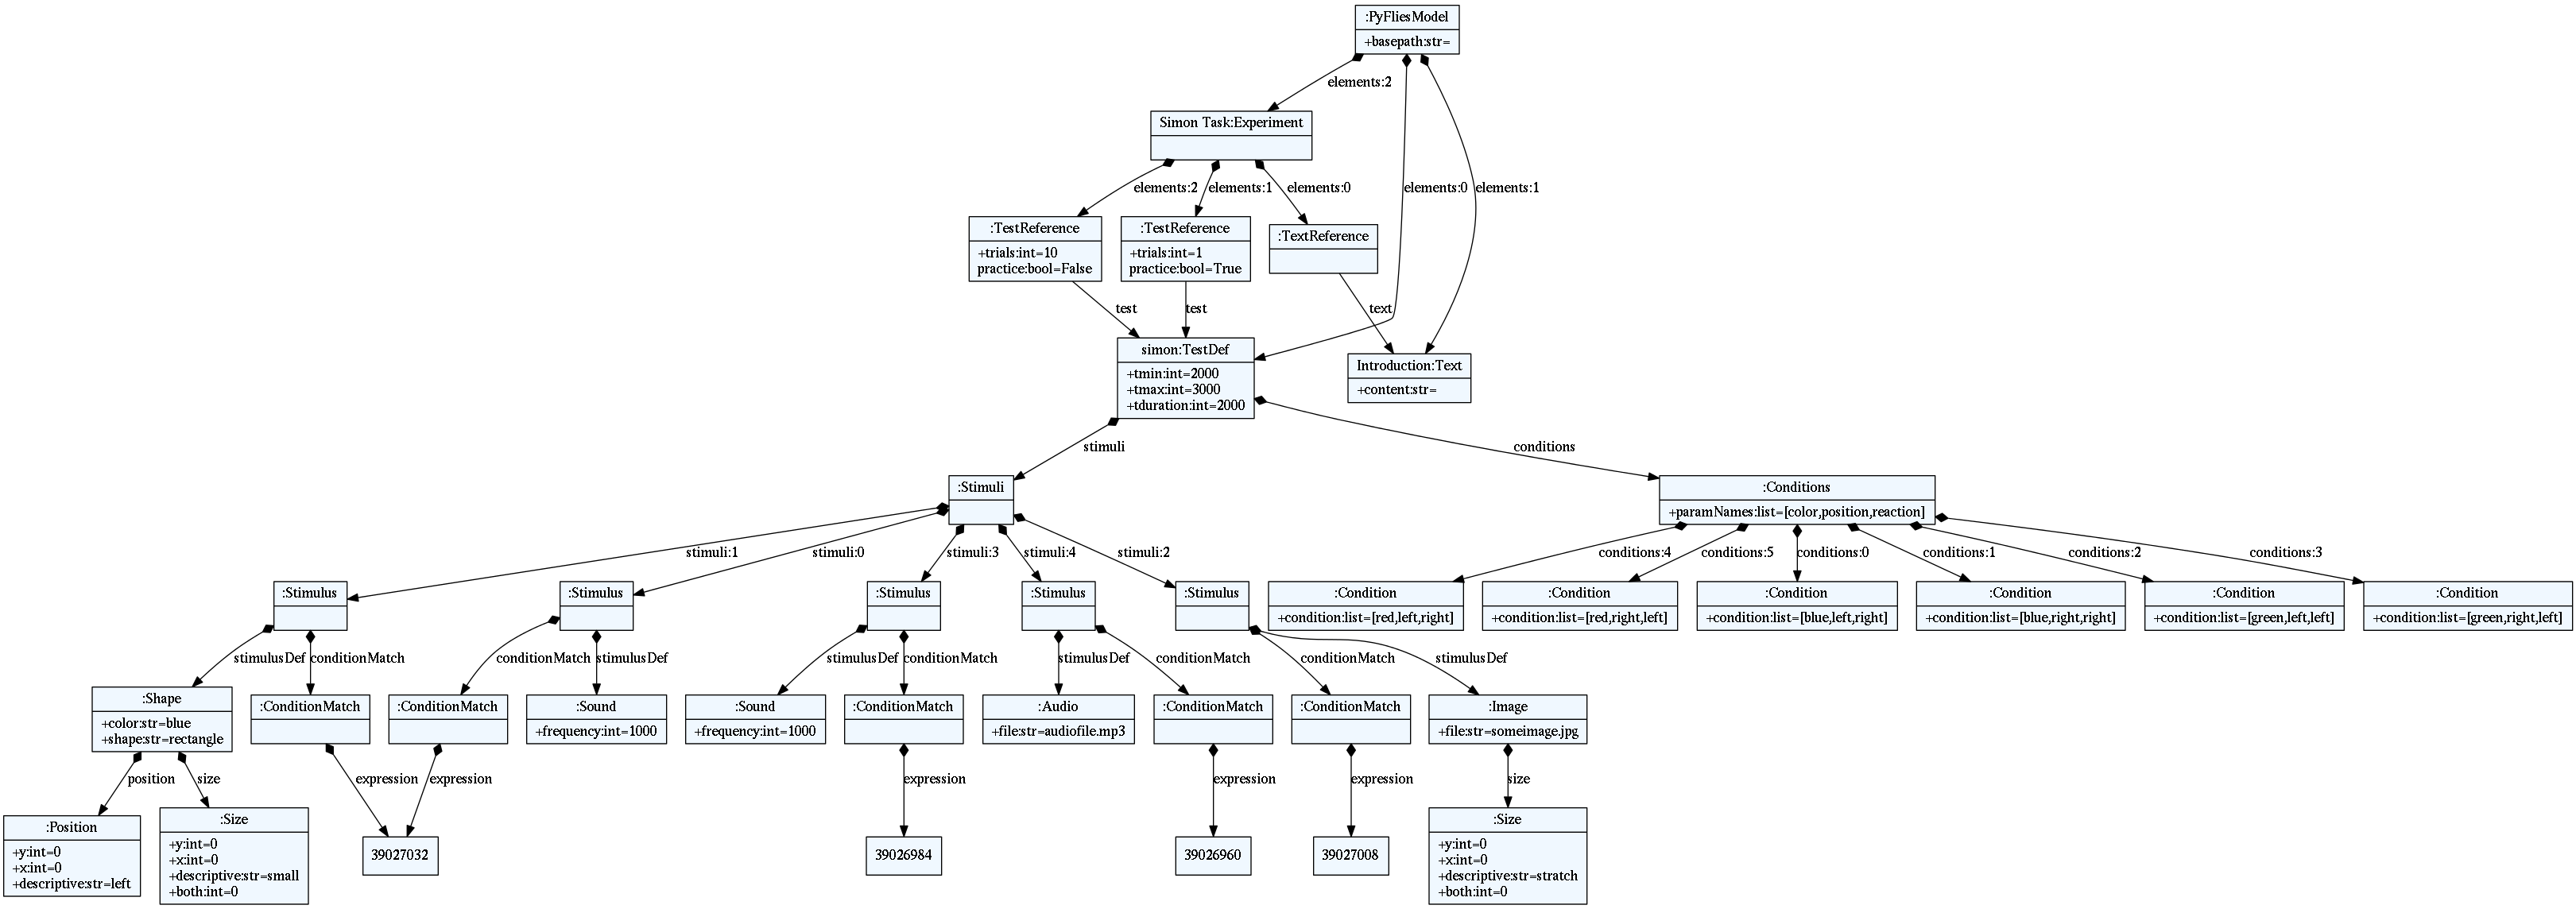 :PyFliesModel
+basepath:str=
elements:2
Simon Task:Experiment
elements:2
elements:1
elements:0
elements:0
elements:1
:TestReference
+trials:int=10
practice:bool=False
:TestReference
+trials:int=1
practice:bool=True
:TextReference
test
test
text
simon:TestDef
+tmin:int=2000
+tmax:int=3000
+tduration:int=2000
Introduction:Text
+content:str=
stimuli
conditions
:Stimuli
:Conditions
+paramNames:list=[color,position,reaction]
stimuli:1
stimuli:0
stimuli:3
stimuli:4
stimuli:2
conditions:4
conditions:5
conditions:0
conditions:1
conditions:2
conditions:3
:Stimulus
:Stimulus
:Stimulus
:Stimulus
:Stimulus
:Condition
+condition:list=[red,left,right]
:Condition
+condition:list=[red,right,left]
:Condition
+condition:list=[blue,left,right]
:Condition
+condition:list=[blue,right,right]
:Condition
+condition:list=[green,left,left]
:Condition
+condition:list=[green,right,left]
stimulusDef
conditionMatch
conditionMatch
stimulusDef
stimulusDef
conditionMatch
stimulusDef
conditionMatch
conditionMatch
stimulusDef
:Shape
+color:str=blue
+shape:str=rectangle
:ConditionMatch
:ConditionMatch
:Sound
+frequency:int=1000
:Sound
+frequency:int=1000
:ConditionMatch
:Audio
+file:str=audiofile.mp3
:ConditionMatch
:ConditionMatch
:Image
+file:str=someimage.jpg
position
size
expression
expression
expression
expression
expression
size
:Position
+y:int=0
+x:int=0
+descriptive:str=left
:Size
+y:int=0
+x:int=0
+descriptive:str=small
+both:int=0
39027032
39026984
39026960
39027008
:Size
+y:int=0
+x:int=0
+descriptive:str=stratch
+both:int=0